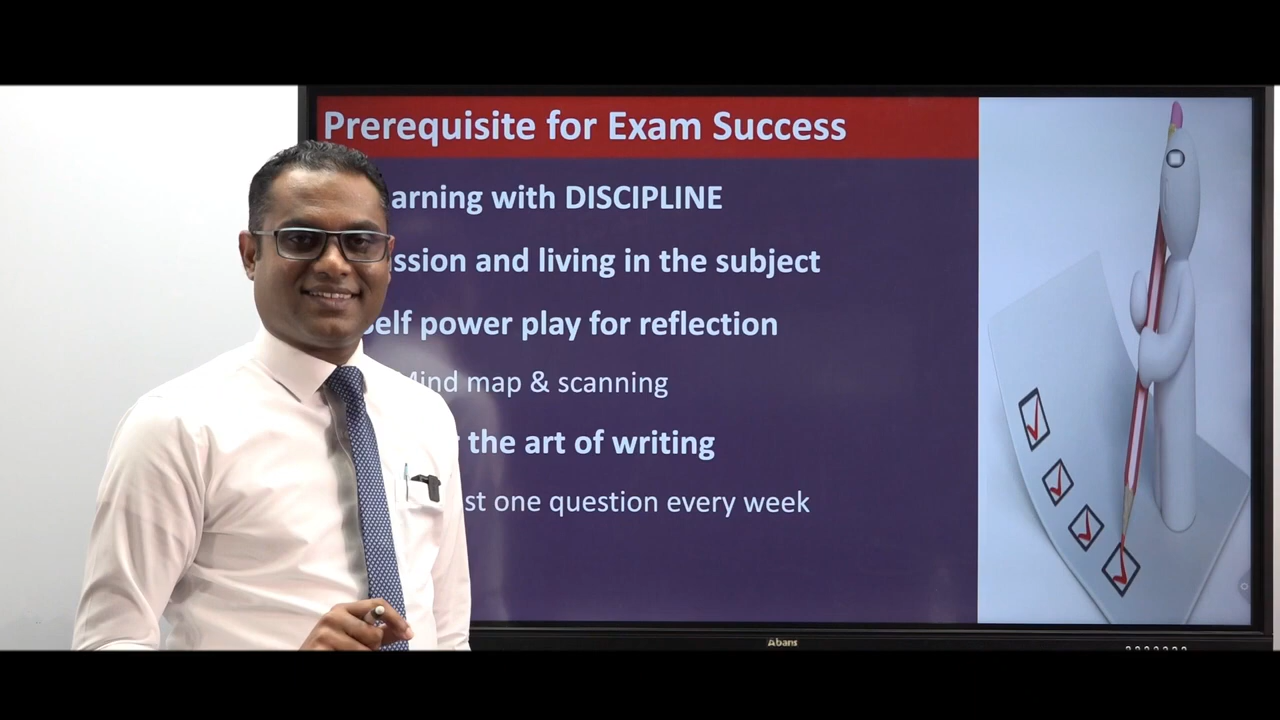 Prerequisite for Exam Success
arning with DISCIPLINE
ssion and living in the subject
Self power play for reflection
Mind map & scanning
the art of writing
st one question every week
Abans